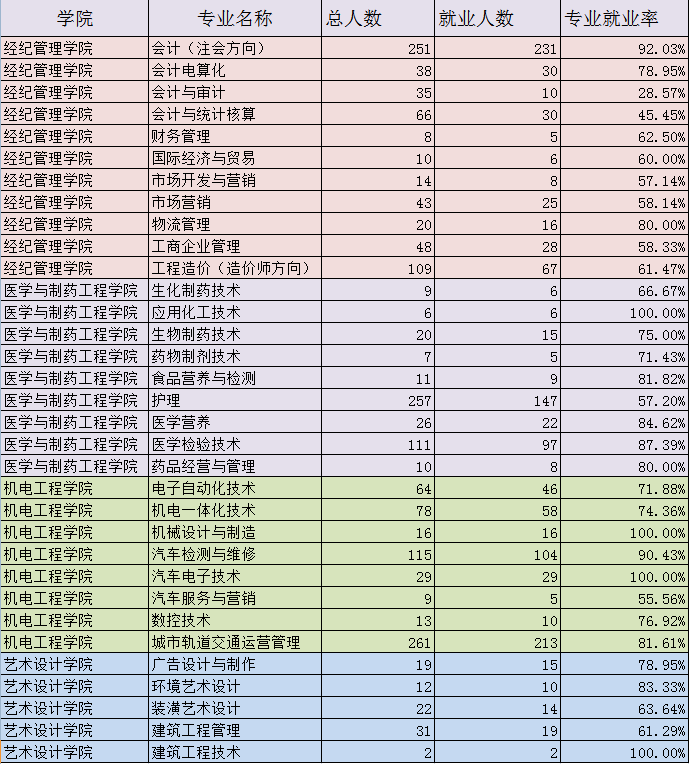 学院 专业名称 总人数 就业人数 专业就业率
经纪管理学院 会计（注会方向） 251 231 92.03%
经纪管理学院 会计电算化 38 30 78.95%
经纪管理学院 会计与审计 35 10 28.57%
经纪管理学院 会计与统计核算 66 30 45.45%
经纪管理学院 财务管理 8 5 62.50%
经纪管理学院 国际经济与贸易 10 6 60.00%
经纪管理学院 市场开发与营销 14 8 57.14%
经纪管理学院 市场营销 43 25 58.14%
经纪管理学院 物流管理 20 16 80.00%
经纪管理学院 工商企业管理 48 28 58.33%
经纪管理学院 工程造价（造价师方向） 109 67 61.47%
医学与制药工程学院 生化制药技术 9 6 66.67%
医学与制药工程学院 应用化工技术 6 6 100.00%
医学与制药工程学院 生物制药技术 20 15 75.00%
医学与制药工程学院 药物制剂技术 7 5 71.43%
医学与制药工程学院 食品营养与检测 11 9 81.82%
医学与制药工程学院 护理 257 147 57.20%
医学与制药工程学院 医学营养 26 22 84.62%
医学与制药工程学院 医学检验技术 111 97 87.39%
医学与制药工程学院 药品经营与管理 10 8 80.00%
机电工程学院 电子自动化技术 64 46 71.88%
机电工程学院 机电一体化技术 78 58 74.36%
机电工程学院 机械设计与制造 16 16 100.00%
机电工程学院 汽车检测与维修 115 104 90.43%
机电工程学院 汽车电子技术 29 29 100.00%
机电工程学院 汽车服务与营销 9 5 55.56%
机电工程学院 数控技术 13 10 76.92%
机电工程学院 城市轨道交通运营管理 261 213 81.61%
艺术设计学院 广告设计与制作 19 15 78.95%
艺术设计学院 环境艺术设计 12 10 83.33%
艺术设计学院 装潢艺术设计 22 14 63.64%
艺术设计学院 建筑工程管理 31 19 61.29%
艺术设计学院 建筑工程技术 2 2 100.00%